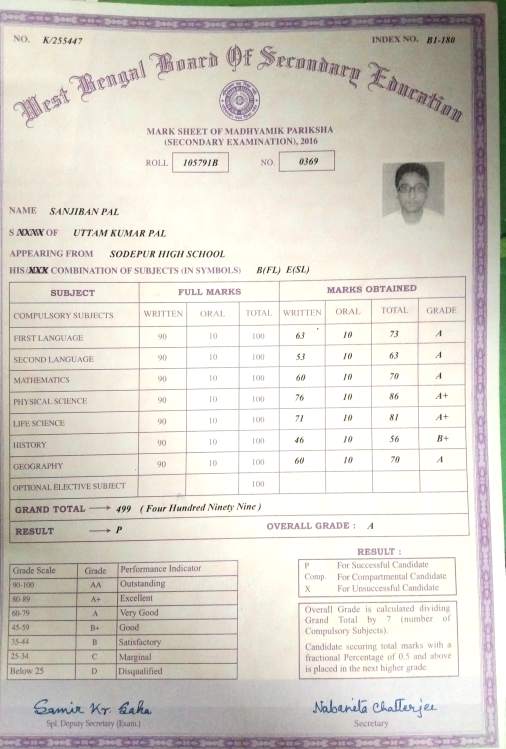 NO. K/255447 INDEX NO. B1-180
West Bengal Board Of Secondary Education
MARK SHEET OF MADHYAMIK PARIKSHA
(SECONDARY EXAMINATION), 2016
ROLL 105791B NO. 0369
NAME SANJIBAN PAL
S XXXX OF UTTAM KUMAR PAL
APPEARING FROM SODEPUR HIGH SCHOOL
HIS/XXX COMBINATION OF SUBJECTS (IN SYMBOLS) B(FL) E(SL)
SUBJECT FULL MARKS MARKS OBTAINED
COMPULSORY SUBJECTS WRITTEN ORAL TOTAL WRITTEN ORAL TOTAL GRADE
FIRST LANGUAGE 90 10 100 63 10 73 A
SECOND LANGUAGE 90 10 100 53 10 63 A
MATHEMATICS 90 10 100 60 10 70 A
PHYSICAL SCIENCE 90 10 100 76 10 86 A+
LIFE SCIENCE 90 10 100 71 10 81 A+
HISTORY 90 10 100 46 10 56 B+
GEOGRAPHY 90 10 100 60 10 70 A
OPTIONAL ELECTIVE SUBJECT 100
GRAND TOTAL → 499 ( Four Hundred Ninety Nine )
RESULT → P OVERALL GRADE : A
Grade Scale Grade Performance Indicator
90-100 AA Outstanding
80-89 A+ Excellent
60-79 A Very Good
45-59 B+ Good
35-44 B Satisfactory
25-34 C Marginal
Below 25 D Disqualified
RESULT :
P For Successful Candidate
Comp. For Compartmental Candidate
X For Unsuccessful Candidate
Overall Grade is calculated dividing
Grand Total by 7 (number of
Compulsory Subjects).
Candidate securing total marks with a
fractional Percentage of 0.5 and above
is placed in the next higher grade
Samir Kr. Saha
Spl. Deputy Secretary (Exam.)
Nabanita Chatterjee
Secretary